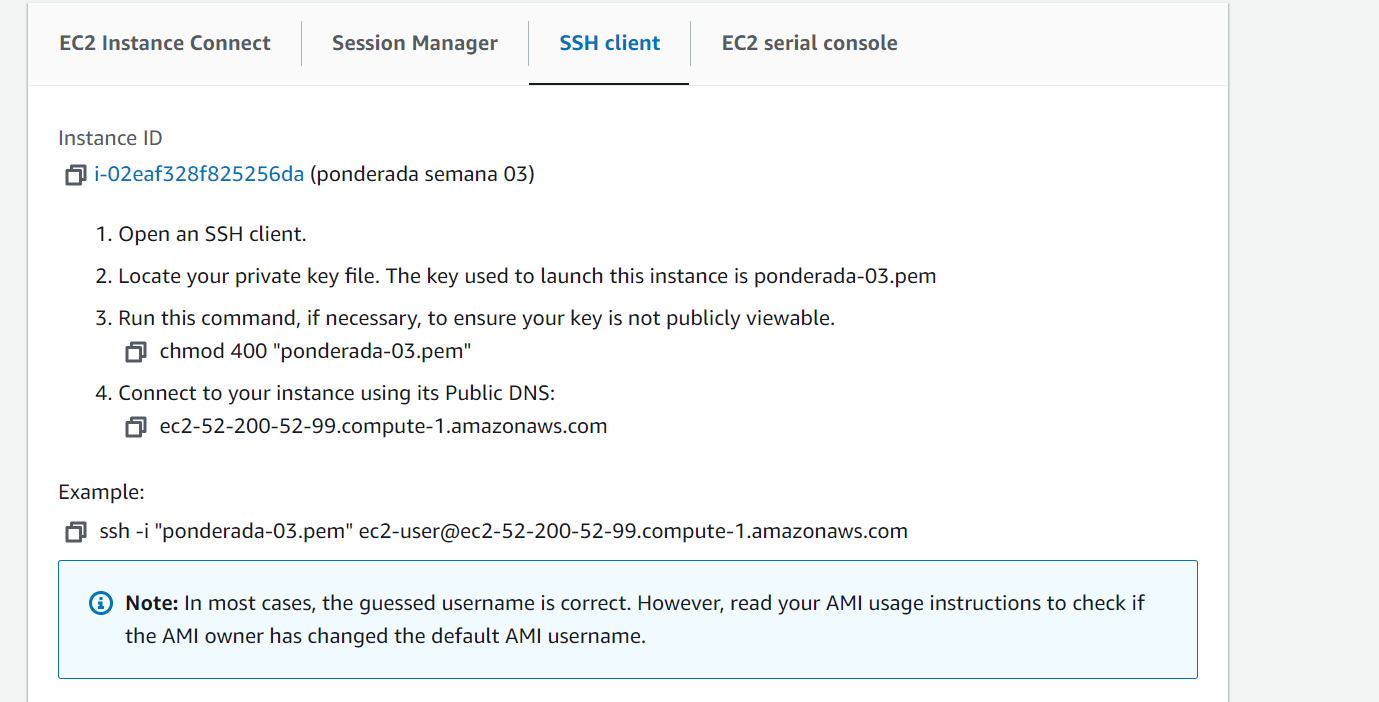 EC2 Instance Connect
Session Manager
SSH client
EC2 serial console
Instance ID
i-02eaf328f825256da (ponderada semana 03)
1. Open an SSH client.
2. Locate your private key file. The key used to launch this instance is ponderada-03.pem
3. Run this command, if necessary, to ensure your key is not publicly viewable.
chmod 400 "ponderada-03.pem"
4. Connect to your instance using its Public DNS:
ec2-52-200-52-99.compute-1.amazonaws.com
Example:
ssh -i "ponderada-03.pem" ec2-user@ec2-52-200-52-99.compute-1.amazonaws.com
Note: In most cases, the guessed username is correct. However, read your AMI usage instructions to check if
the AMI owner has changed the default AMI username.